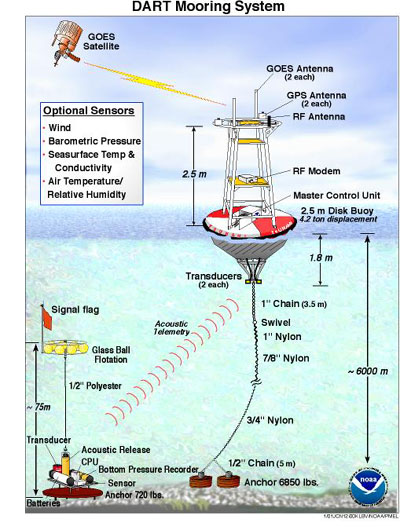 DART Mooring System
GOES
Satellite
GOES Antenna
(2 each)
GPS Antenna
(2 each)
RF Antenna
Optional Sensors
• Wind
• Barometric Pressure
• Seasurface Temp &
Conductivity
• Air Temperature/
Relative Humidity
2.5 m
RF Modem
Master Control Unit
2.5 m Disk Buoy
4.2 ton displacement
TSUNAMI
1.8 m
Transducers
(2 each)
Signal flag
Acoustic
Telemetry
1" Chain (3.5 m)
Swivel
1" Nylon
7/8" Nylon
Glass Ball
Flotation
~ 6000 m
1/2" Polyester
~ 75m
3/4" Nylon
Transducer
Acoustic Release
CPU
Bottom Pressure Recorder
Sensor
Anchor 720 lbs.
Batteries
1/2" Chain (5 m)
Anchor 6850 lbs.
noaa